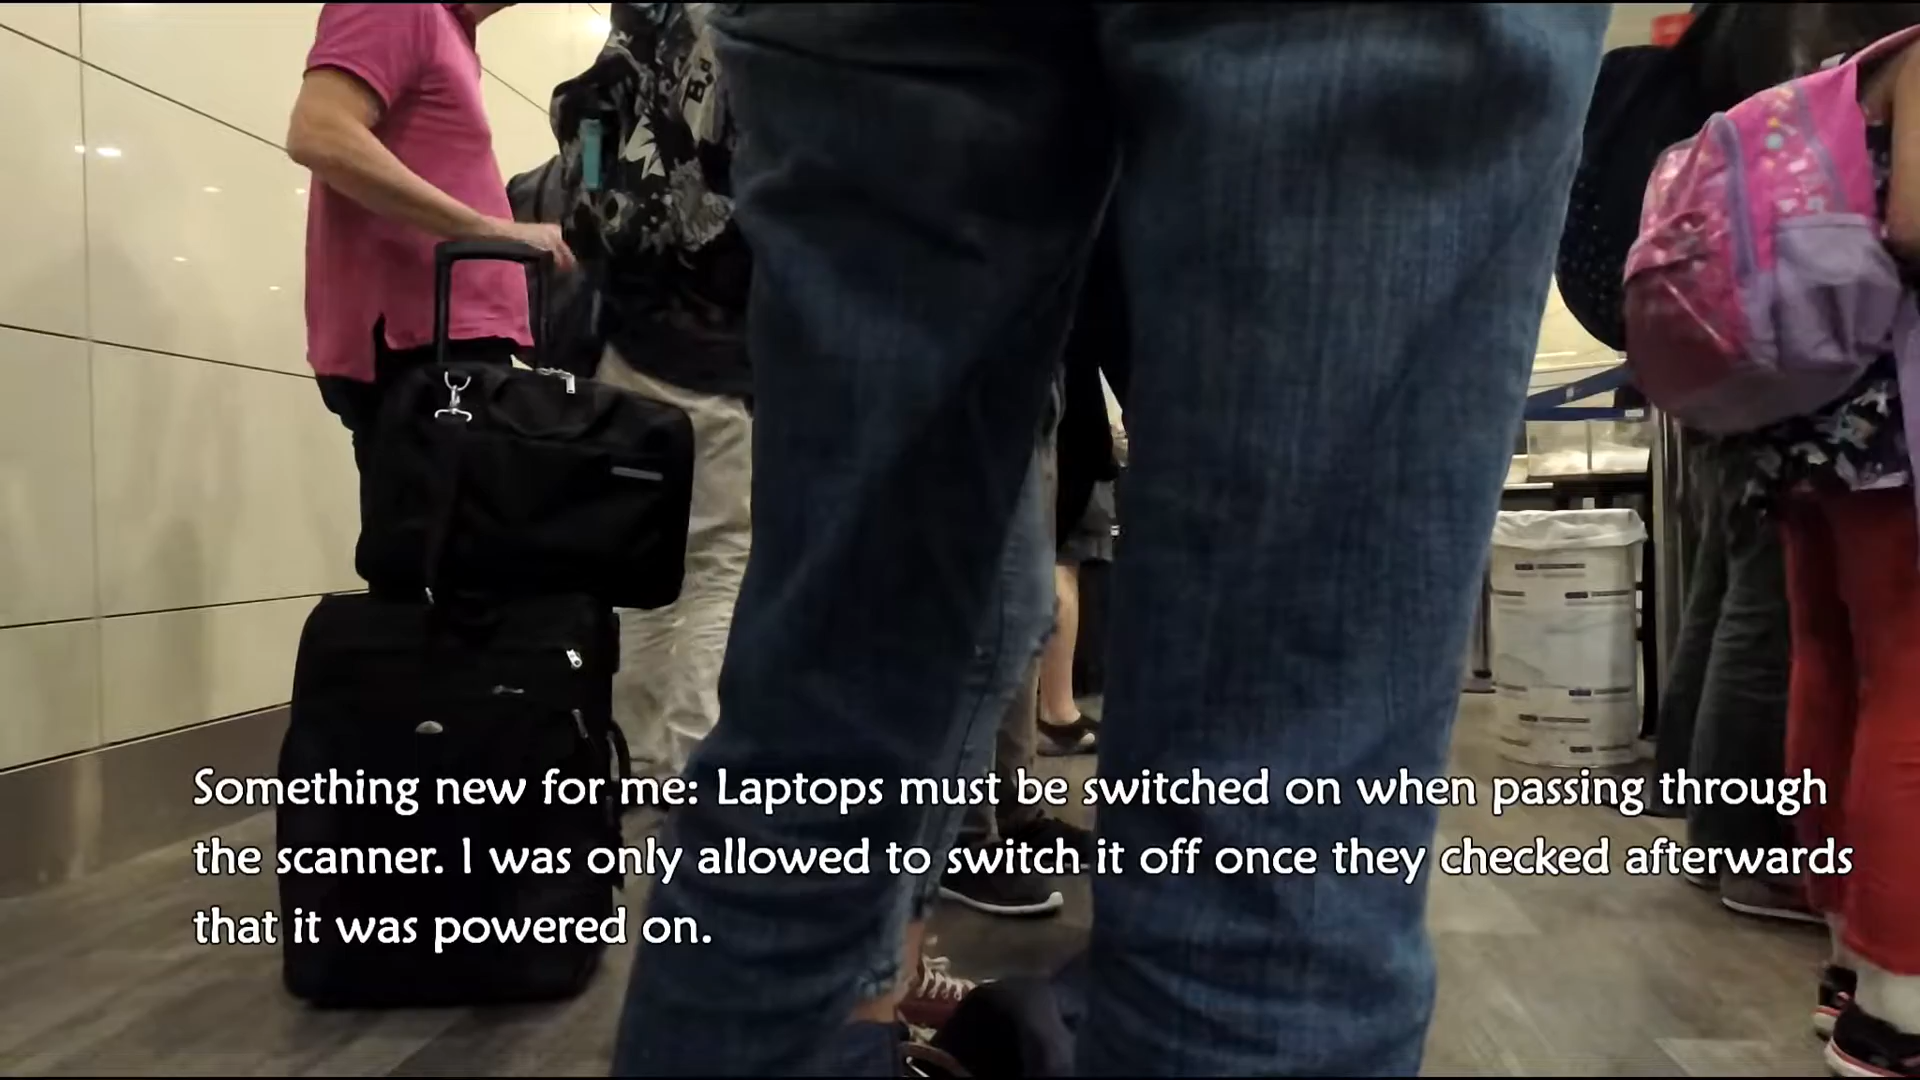 Something new for me: Laptops must be switched on when passing through
the scanner. I was only allowed to switch it off once they checked afterwards
that it was powered on.